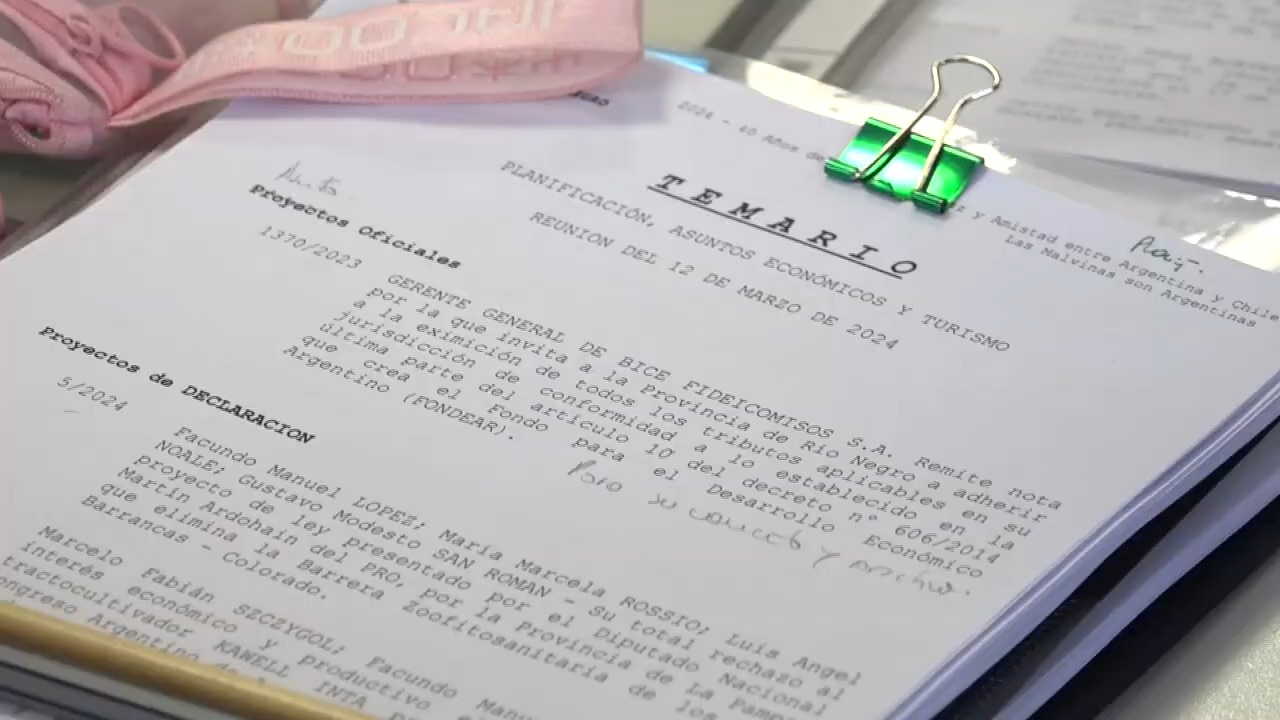 2024 - 40 Años de
z y Amistad entre Argentina y Chile
Las Malvinas son Argentinas
T E M A R I O
PLANIFICACIÓN, ASUNTOS ECONÓMICOS Y TURISMO
REUNION DEL 12 DE MARZO DE 2024
Proyectos Oficiales
1370/2023
GERENTE GENERAL DE BICE FIDEICOMISOS S.A. Remite nota
por la que invita a la Provincia de Río Negro a adherir
a la eximición de todos los tributos aplicables en su
jurisdicción de conformidad a lo establecido en la
última parte del artículo 10 del decreto nº 606/2014
que crea el Fondo para el Desarrollo Económico
Argentino (FONDEAR).
Proyectos de DECLARACION
5/2024
Facundo Manuel LOPEZ; María Marcela ROSSIO; Luis Angel
NOALE; Gustavo Modesto SAN ROMAN - Su total rechazo al
proyecto de ley presentado por el Diputado Nacional
Martín Ardohain del PRO, por la Provincia de La Pampa
que elimina la Barrera Zoofitosanitaria de los
Barrancas - Colorado.
Marcelo Fabián SZCZYGOL; Facundo Manu
interés económico y productivo
tractocultivador KAWELL INTA
ongreso Argentino de